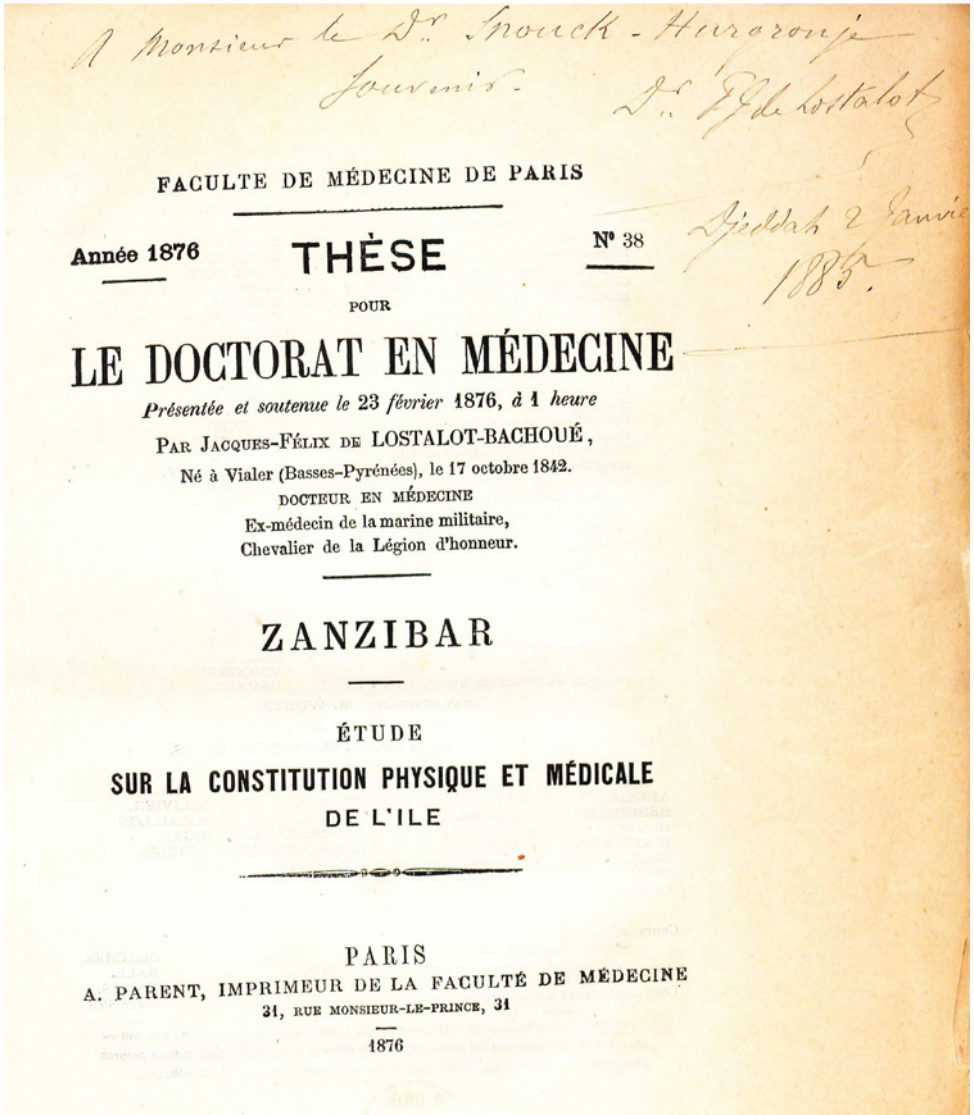 A Monsieur le Dr. Snouck-Hurgronje
Souvenir.
Dr. F J de Lostalot
Djeddah 2 Janvie
1885.
FACULTE DE MÉDECINE DE PARIS
Année 1876
THÈSE
Nº 38
POUR
LE DOCTORAT EN MÉDECINE
Présentée et soutenue le 23 février 1876, à 1 heure
PAR JACQUES-FÉLIX DE LOSTALOT-BACHOUÉ,
Né à Vialer (Basses-Pyrénées), le 17 octobre 1842.
DOCTEUR EN MÉDECINE
Ex-médecin de la marine militaire,
Chevalier de la Légion d'honneur.
ZANZIBAR
ÉTUDE
SUR LA CONSTITUTION PHYSIQUE ET MÉDICALE
DE L'ILE
PARIS
A. PARENT, IMPRIMEUR DE LA FACULTÉ DE MÉDECINE
31, RUE MONSIEUR-LE-PRINCE, 31
1876